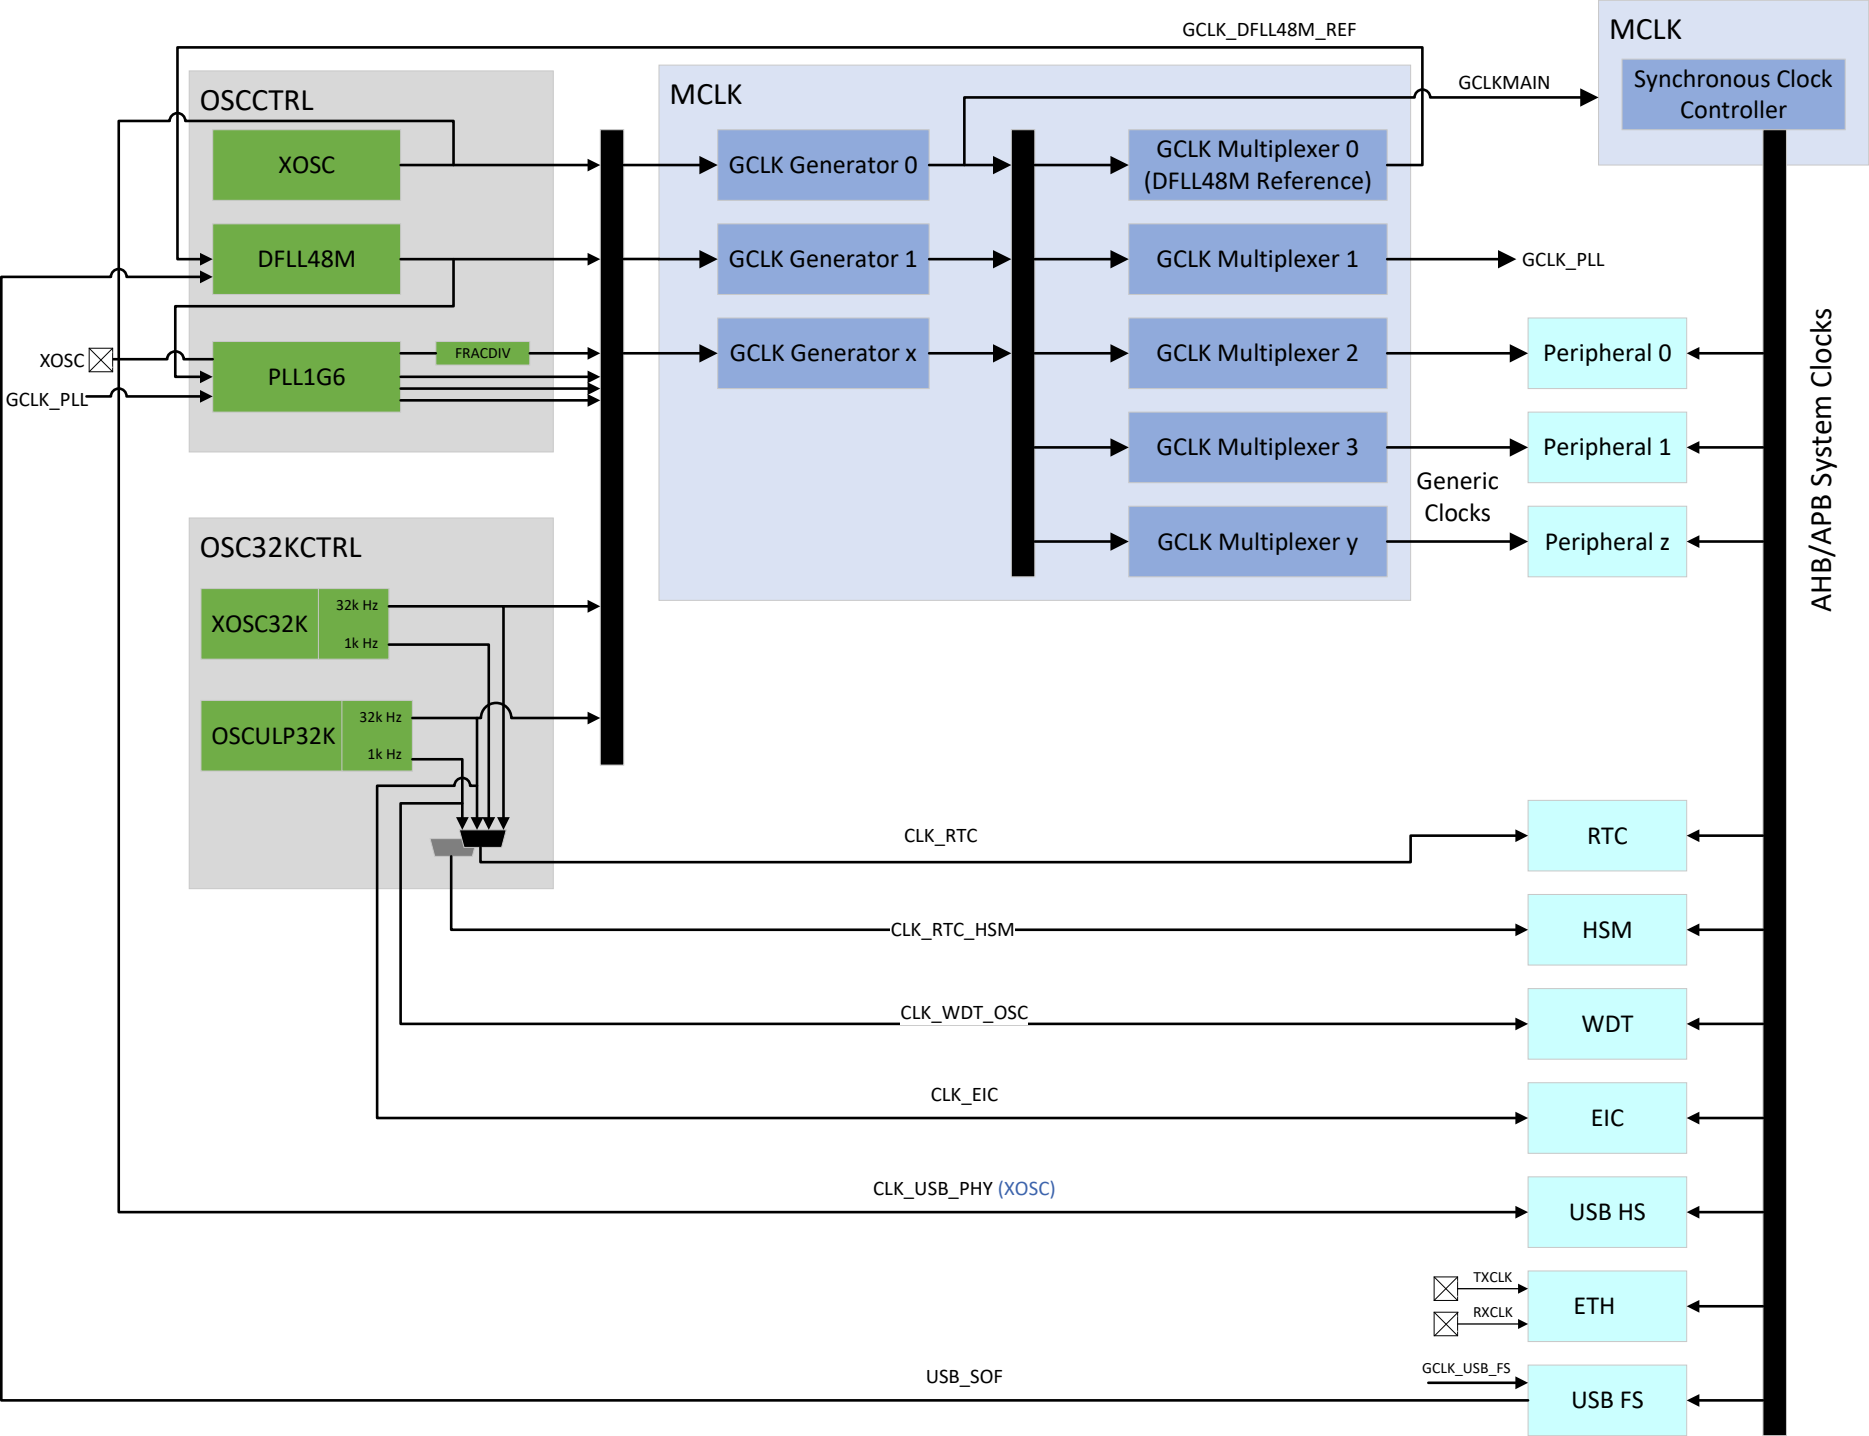 GCLK_DFLL48M_REF
MCLK
Synchronous Clock
Controller
GCLKMAIN
OSCCTRL
MCLK
XOSC
GCLK Generator 0
GCLK Multiplexer 0
(DFLL48M Reference)
DFLL48M
GCLK Generator 1
GCLK Multiplexer 1
GCLK_PLL
XOSC
GCLK_PLL
PLL1G6
FRACDIV
GCLK Generator x
GCLK Multiplexer 2
Peripheral 0
GCLK Multiplexer 3
Peripheral 1
Generic
Clocks
GCLK Multiplexer y
Peripheral z
AHB/APB System Clocks
OSC32KCTRL
XOSC32K
32k Hz
1k Hz
OSCULP32K
32k Hz
1k Hz
CLK_RTC
RTC
CLK_RTC_HSM
HSM
CLK_WDT_OSC
WDT
CLK_EIC
EIC
CLK_USB_PHY (XOSC)
USB HS
TXCLK
RXCLK
ETH
USB_SOF
GCLK_USB_FS
USB FS